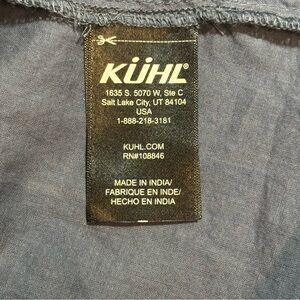 KÜHL®
1635 S. 5070 W, Ste C
Salt Lake City, UT 84104
USA
1-888-218-3181
KUHL.COM
RN#108846
MADE IN INDIA/
FABRIQUE EN INDE/
HECHO EN INDIA